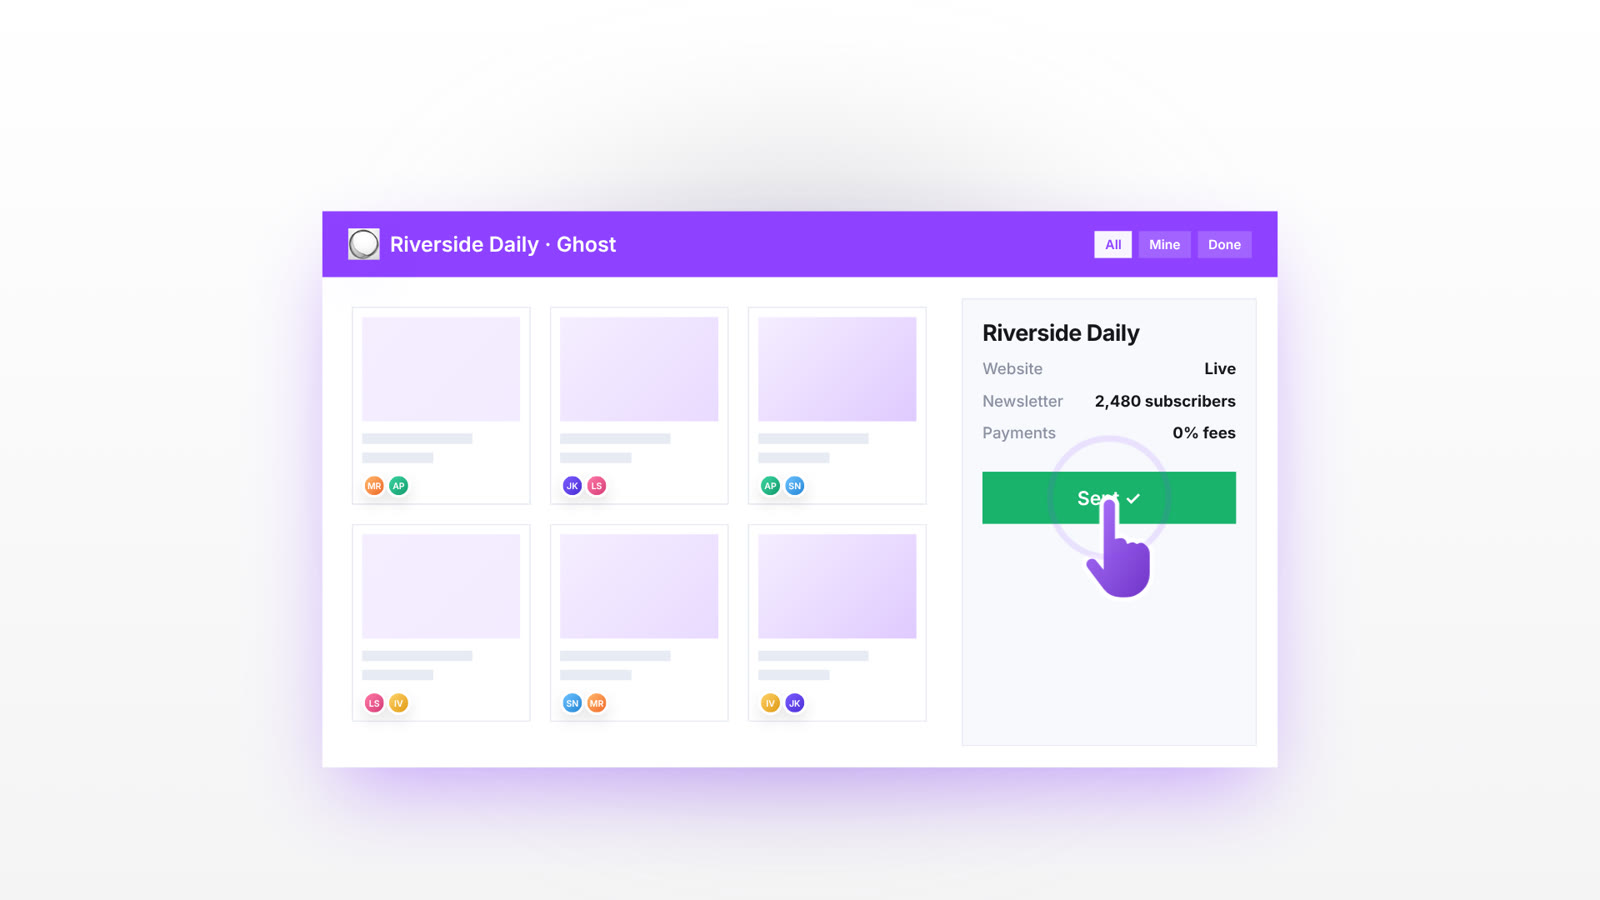 Riverside Daily · Ghost
All
Mine
Done
MR
AP
JK
LS
AP
SN
LS
IV
SN
MR
IV
JK
Riverside Daily
Website
Live
Newsletter
2,480 subscribers
Payments
0% fees
Sent ✓